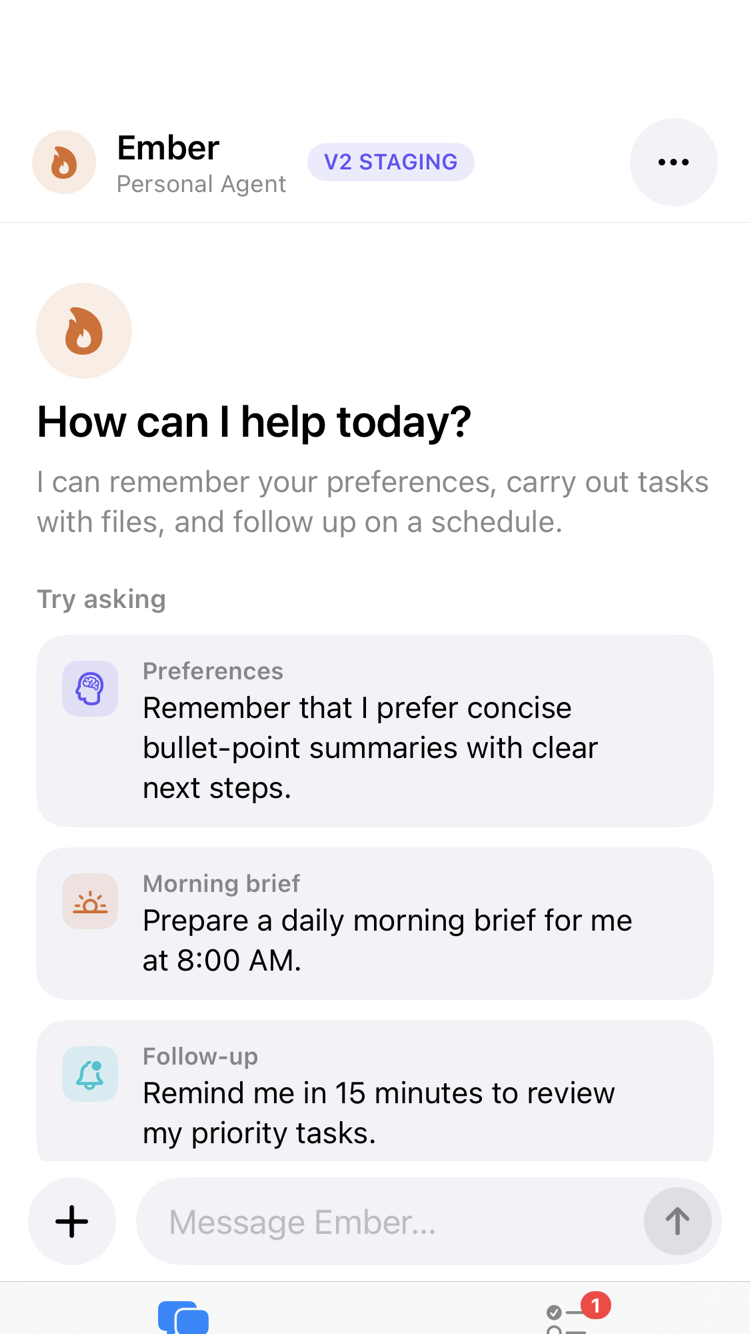 Ember
Personal Agent
V2 STAGING
How can I help today?
I can remember your preferences, carry out tasks
with files, and follow up on a schedule.
Try asking
Preferences
Remember that I prefer concise
bullet-point summaries with clear
next steps.
Morning brief
Prepare a daily morning brief for me
at 8:00 AM.
Follow-up
Remind me in 15 minutes to review
my priority tasks.
Message Ember...
1